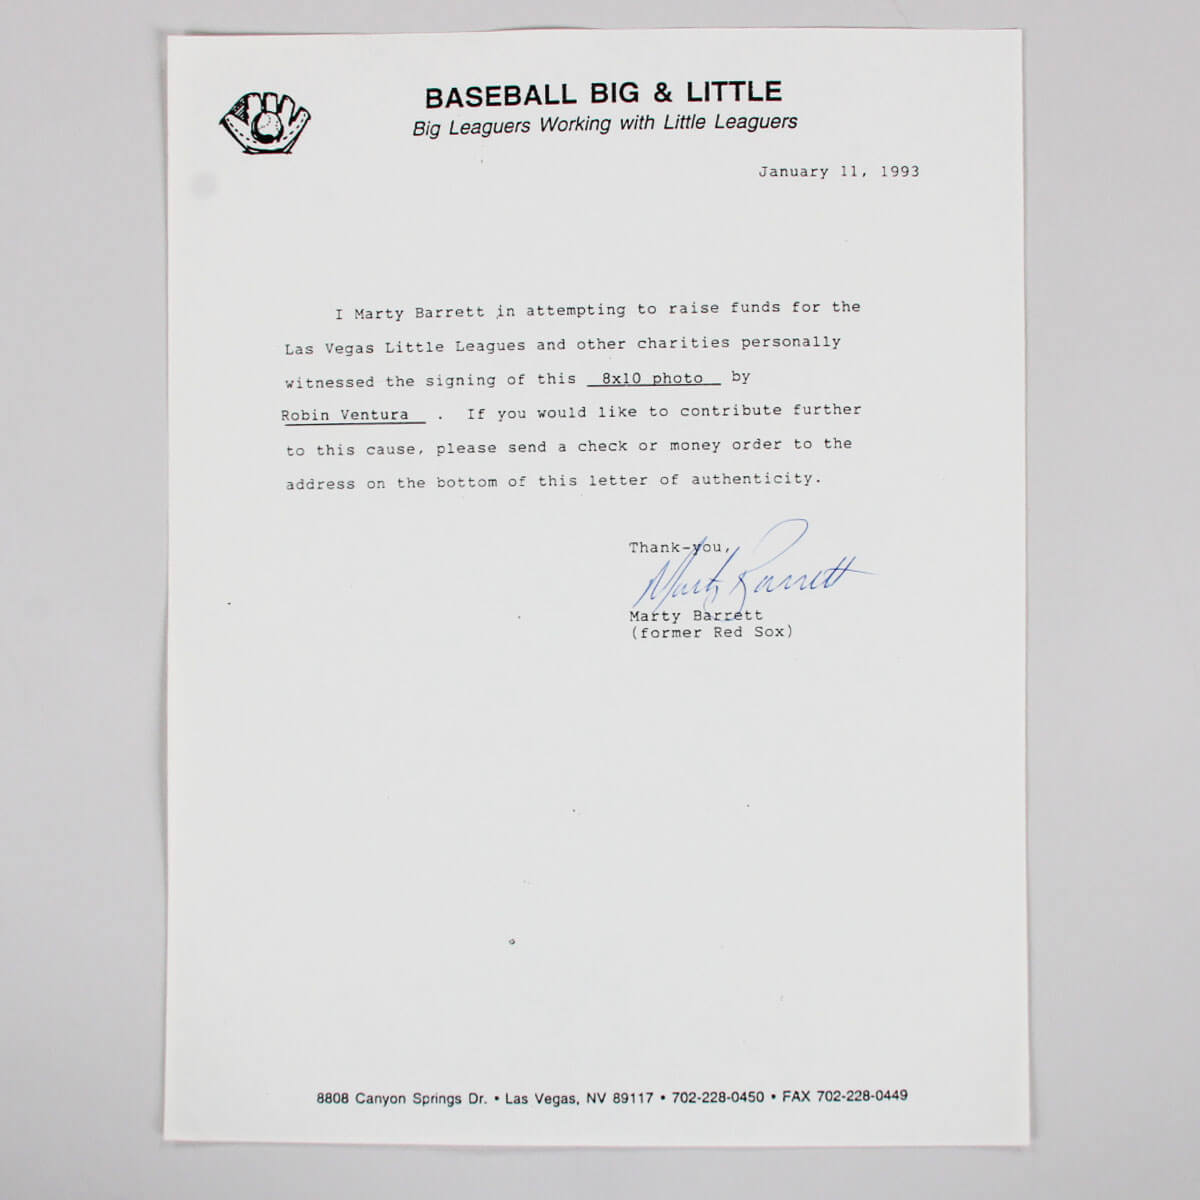 BASEBALL BIG & LITTLE
Big Leaguers Working with Little Leaguers
January 11, 1993
I Marty Barrett in attempting to raise funds for the
Las Vegas Little Leagues and other charities personally
witnessed the signing of this 8x10 photo by
Robin Ventura . If you would like to contribute further
to this cause, please send a check or money order to the
address on the bottom of this letter of authenticity.
Thank-you,
Marty Barrett
Marty Barrett
(former Red Sox)
8808 Canyon Springs Dr. • Las Vegas, NV 89117 • 702-228-0450 • FAX 702-228-0449